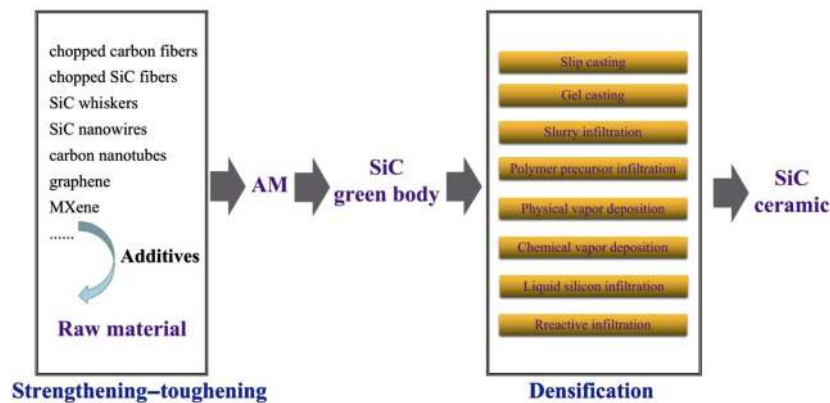 chopped carbon fibers
chopped SiC fibers
SiC whiskers
SiC nanowires
carbon nanotubes
graphene
MXene
......
Additives
Raw material
Strengthening–toughening
AM
SiC
green body
Slip casting
Gel casting
Slurry infiltration
Polymer precursor infiltration
Physical vapor deposition
Chemical vapor deposition
Liquid silicon infiltration
Rreactive infiltration
Densification
SiC
ceramic